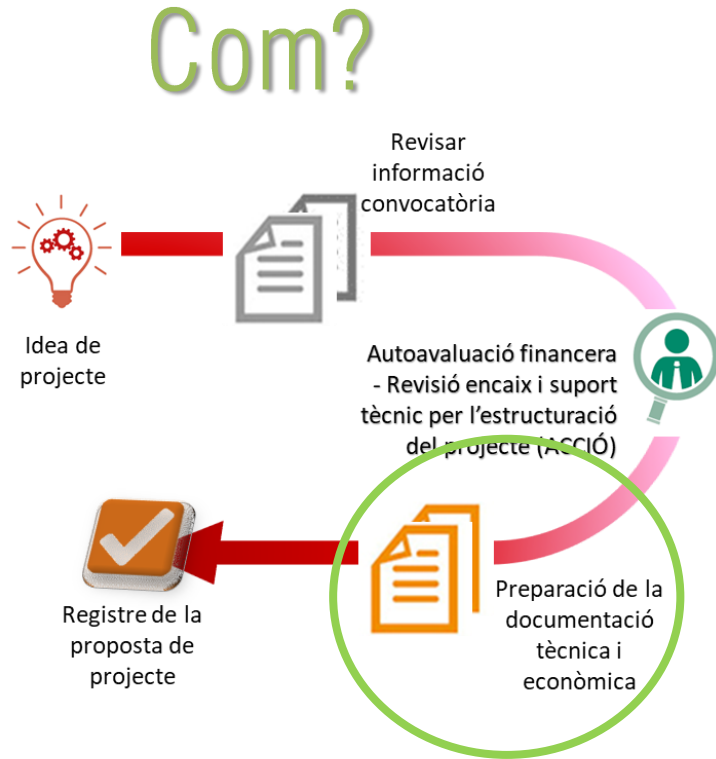 Com?
Revisar
informació
convocatòria
Idea de
projecte
Autoavaluació financera
- Revisió encaix i suport
tècnic per l’estructuració
del projecte (ACCIÓ)
Preparació de la
documentació
tècnica i
econòmica
Registre de la
proposta de
projecte